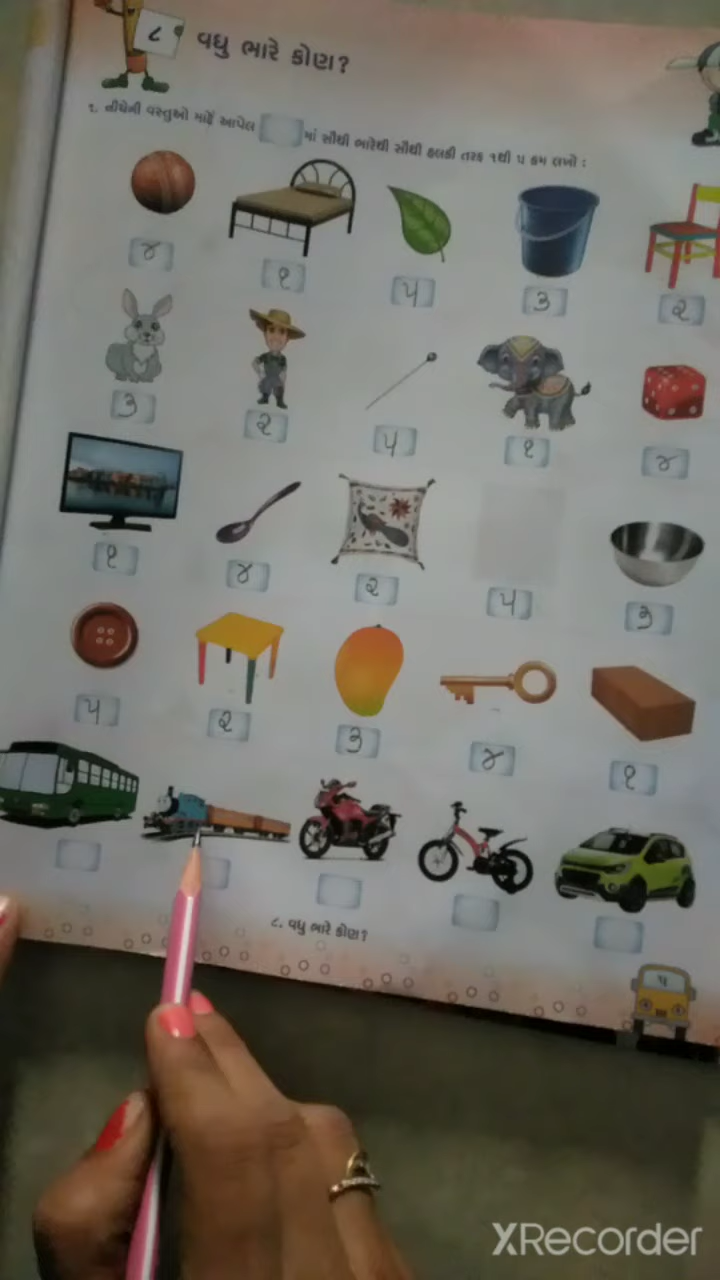 ૮ વધુ ભારે કોણ?
૧. નીચેની વસ્તુઓ માટે આપેલ માં સૌથી ભારેથી સૌથી હલકી તરફ ૧થી ૫ ક્રમ લખો :
૪ ૧ ૫ ૩ ૨
૩ ૨ ૫ ૧ ૪
૧ ૪ ૨ ૫ ૩
૫ ૨ ૩ ૪ ૧
૮. વધુ ભારે કોણ?
૫
XRecorder